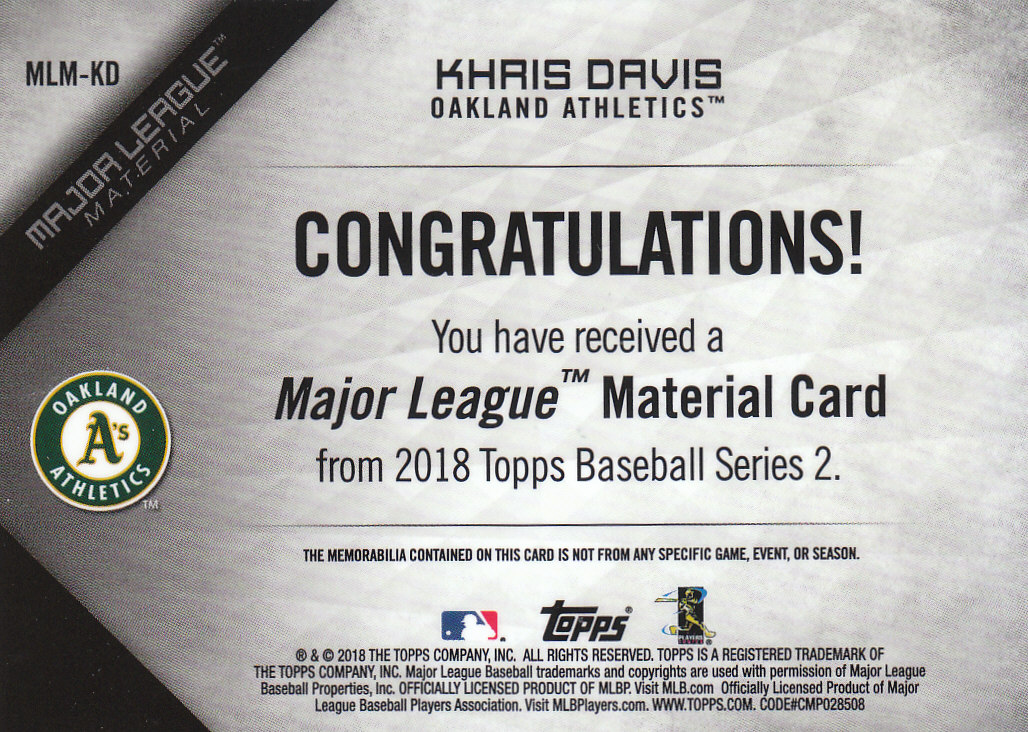 MLM-KD
MAJOR LEAGUE™
MATERIAL
KHRIS DAVIS
OAKLAND ATHLETICS™
CONGRATULATIONS!
You have received a
Major League™ Material Card
from 2018 Topps Baseball Series 2.
OAKLAND
A's
ATHLETICS
TM
THE MEMORABILIA CONTAINED ON THIS CARD IS NOT FROM ANY SPECIFIC GAME, EVENT, OR SEASON.
Topps®
PLAYERS
® & © 2018 THE TOPPS COMPANY, INC. ALL RIGHTS RESERVED. TOPPS IS A REGISTERED TRADEMARK OF
THE TOPPS COMPANY, INC. Major League Baseball trademarks and copyrights are used with permission of Major League
Baseball Properties, Inc. OFFICIALLY LICENSED PRODUCT OF MLBP. Visit MLB.com Officially Licensed Product of Major
League Baseball Players Association. Visit MLBPlayers.com. WWW.TOPPS.COM. CODE#CMP028508